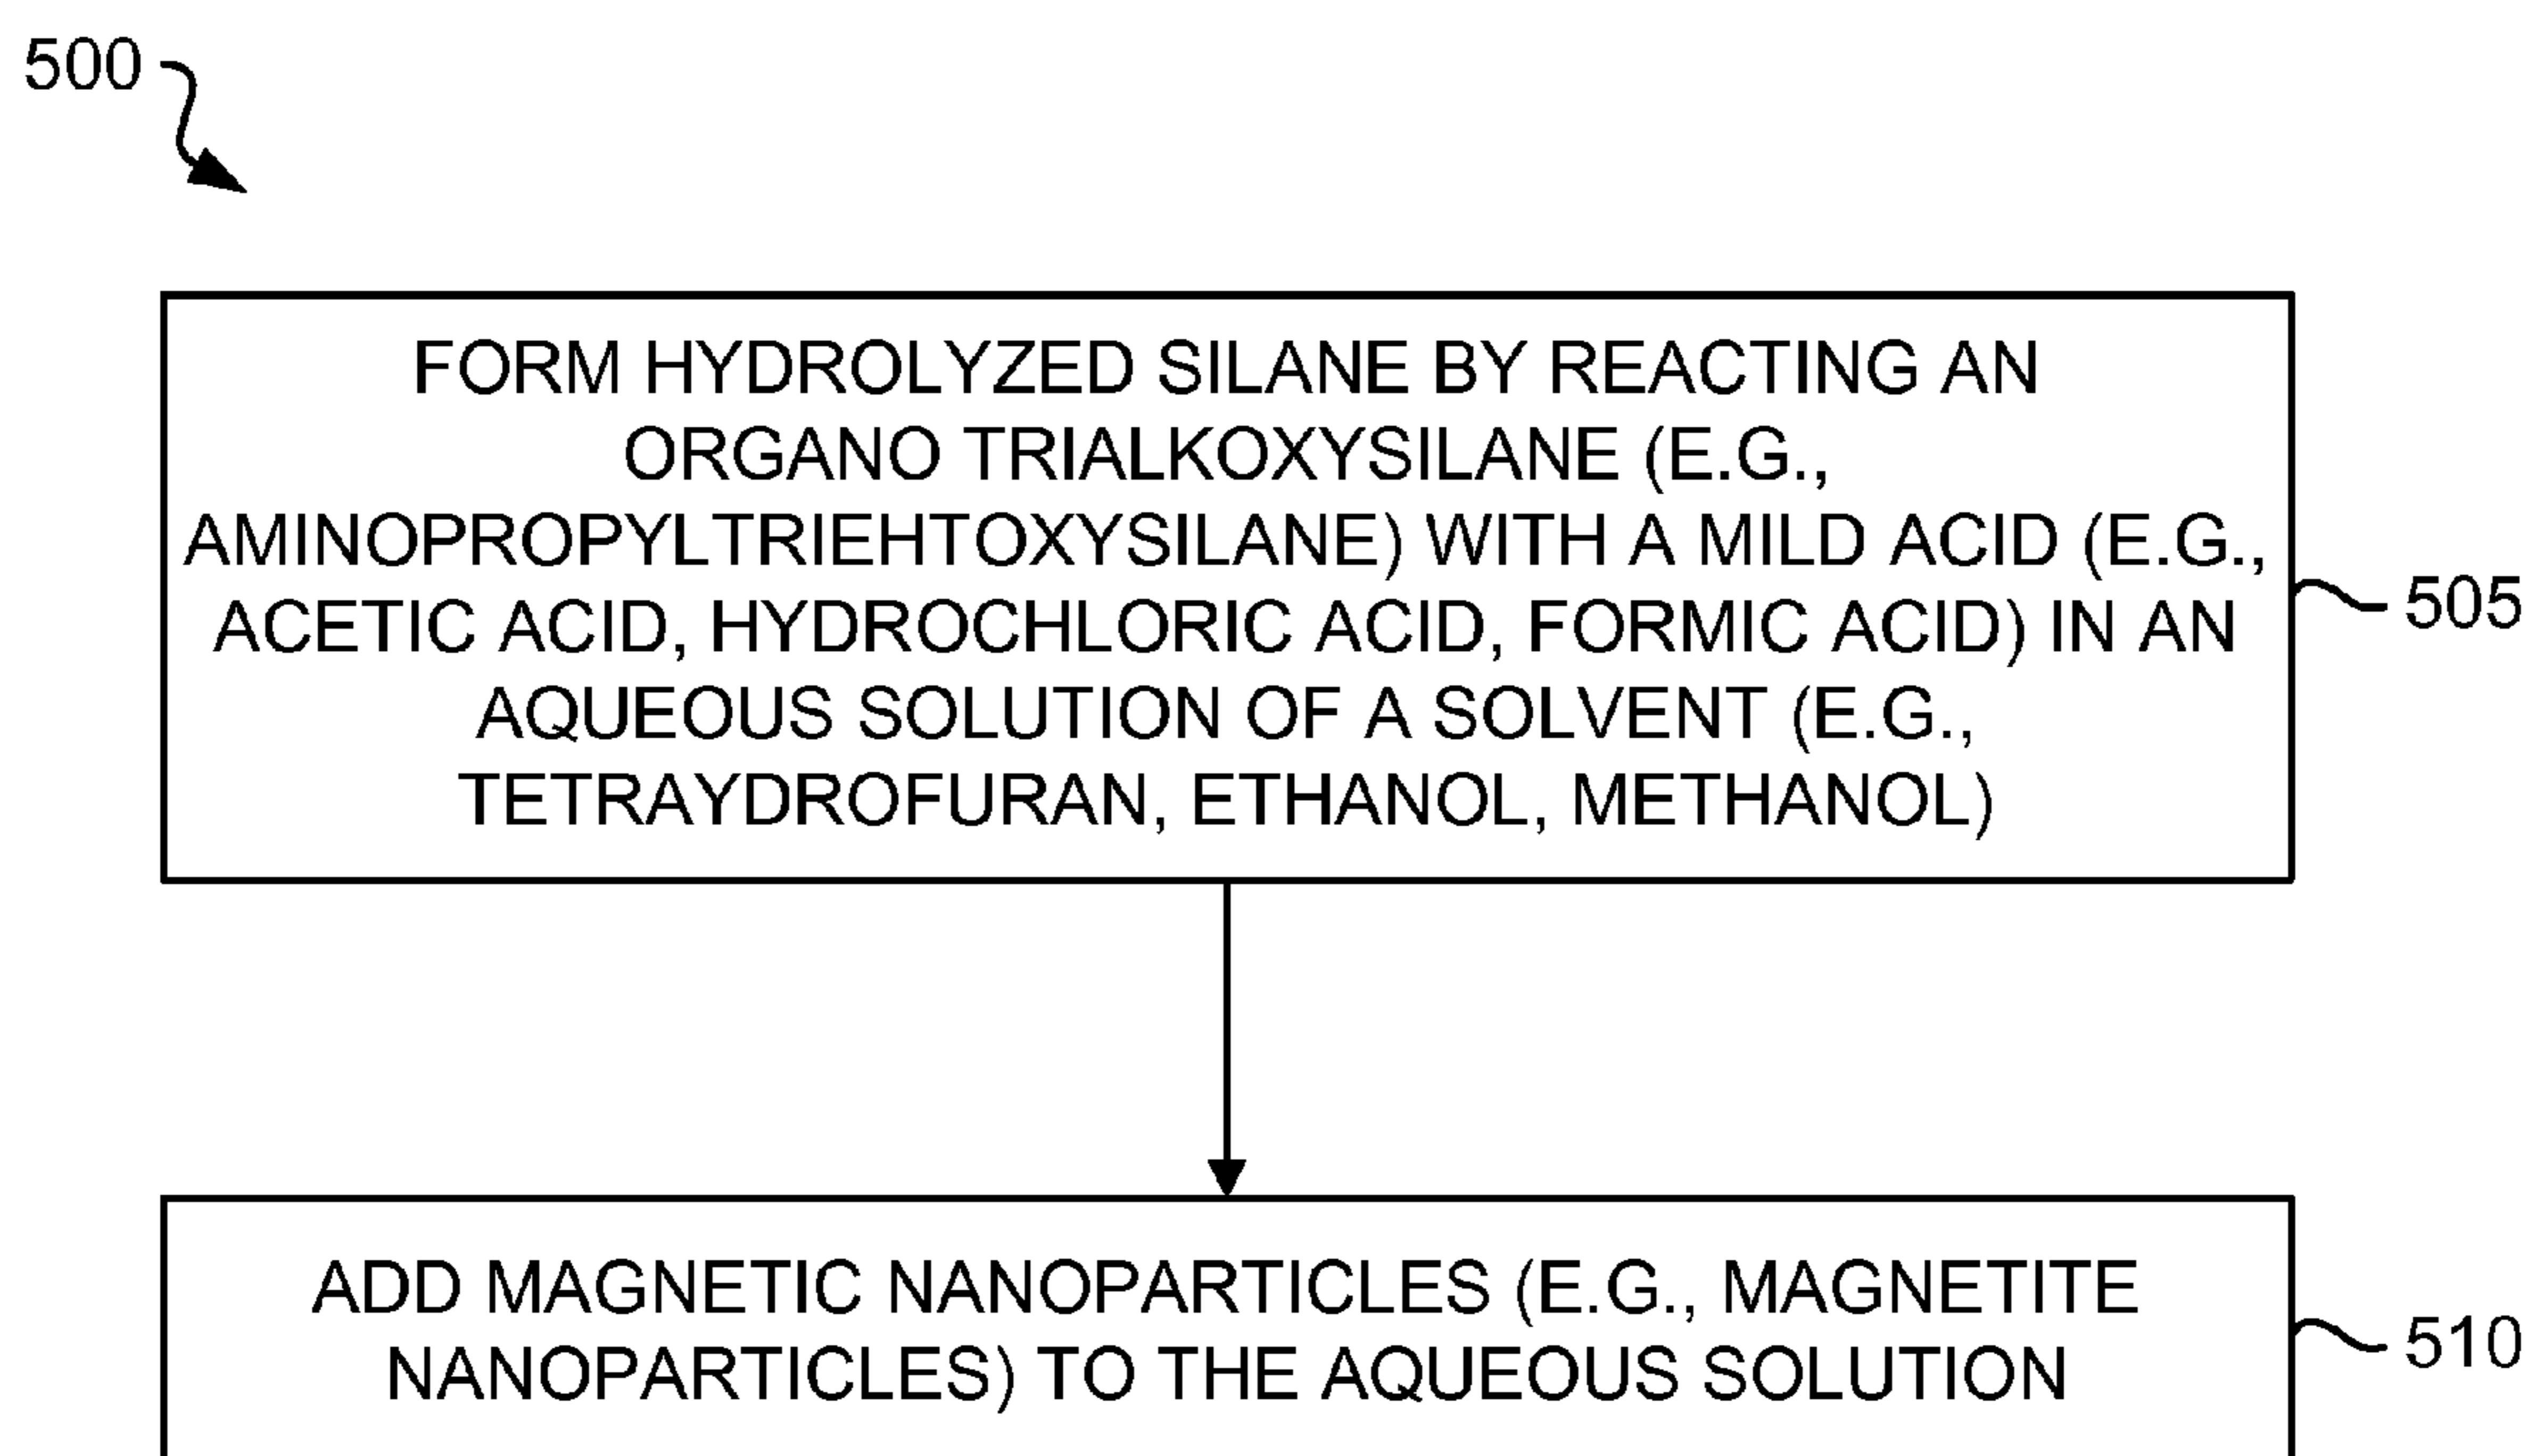 500
FORM HYDROLYZED SILANE BY REACTING AN
ORGANO TRIALKOXYSILANE (E.G.,
AMINOPROPYLTRIEHTOXYSILANE) WITH A MILD ACID (E.G.,
ACETIC ACID, HYDROCHLORIC ACID, FORMIC ACID) IN AN
AQUEOUS SOLUTION OF A SOLVENT (E.G.,
TETRAYDROFURAN, ETHANOL, METHANOL)
505
ADD MAGNETIC NANOPARTICLES (E.G., MAGNETITE
NANOPARTICLES) TO THE AQUEOUS SOLUTION
510